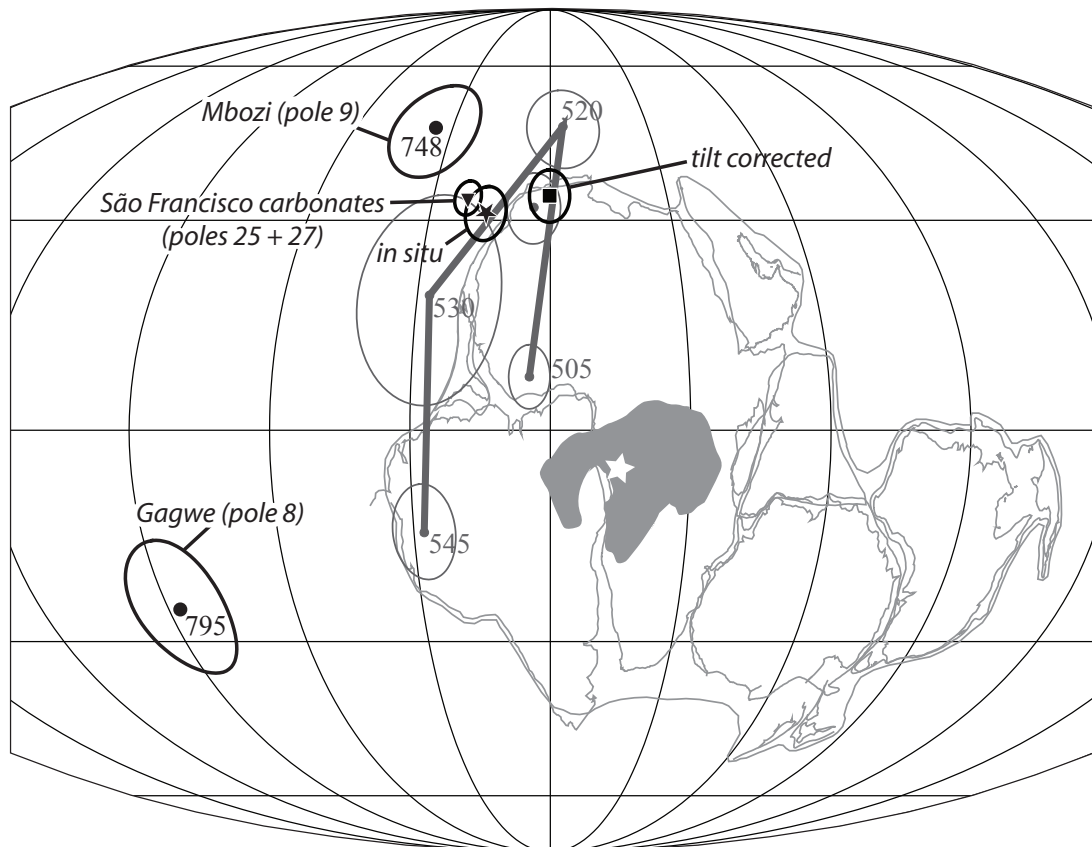 Mbozi (pole 9)
748
520
tilt corrected
São Francisco carbonates
(poles 25 + 27)
in situ
530
505
Gagwe (pole 8)
545
795